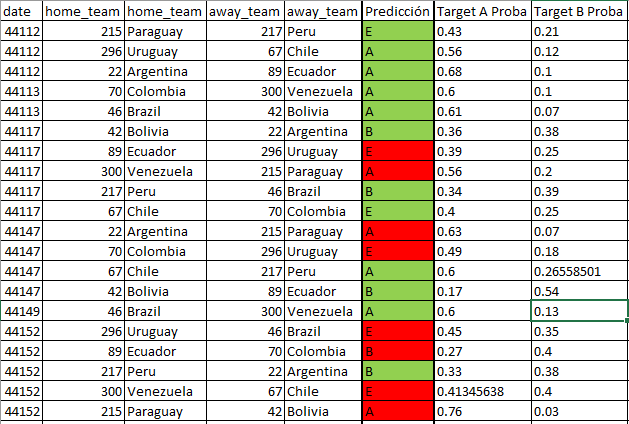 date home_team home_team away_team away_team Predicción Target A Proba Target B Proba
44112 215 Paraguay 217 Peru E 0.43 0.21
44112 296 Uruguay 67 Chile A 0.56 0.12
44112 22 Argentina 89 Ecuador A 0.68 0.1
44113 70 Colombia 300 Venezuela A 0.6 0.1
44113 46 Brazil 42 Bolivia A 0.61 0.07
44117 42 Bolivia 22 Argentina B 0.36 0.38
44117 89 Ecuador 296 Uruguay E 0.39 0.25
44117 300 Venezuela 215 Paraguay A 0.56 0.2
44117 217 Peru 46 Brazil B 0.34 0.39
44117 67 Chile 70 Colombia E 0.4 0.25
44147 22 Argentina 215 Paraguay A 0.63 0.07
44147 70 Colombia 296 Uruguay E 0.49 0.18
44147 67 Chile 217 Peru A 0.6 0.26558501
44147 42 Bolivia 89 Ecuador B 0.17 0.54
44149 46 Brazil 300 Venezuela A 0.6 0.13
44152 296 Uruguay 46 Brazil E 0.45 0.35
44152 89 Ecuador 70 Colombia B 0.27 0.4
44152 217 Peru 22 Argentina B 0.33 0.38
44152 300 Venezuela 67 Chile E 0.41345638 0.4
44152 215 Paraguay 42 Bolivia A 0.76 0.03